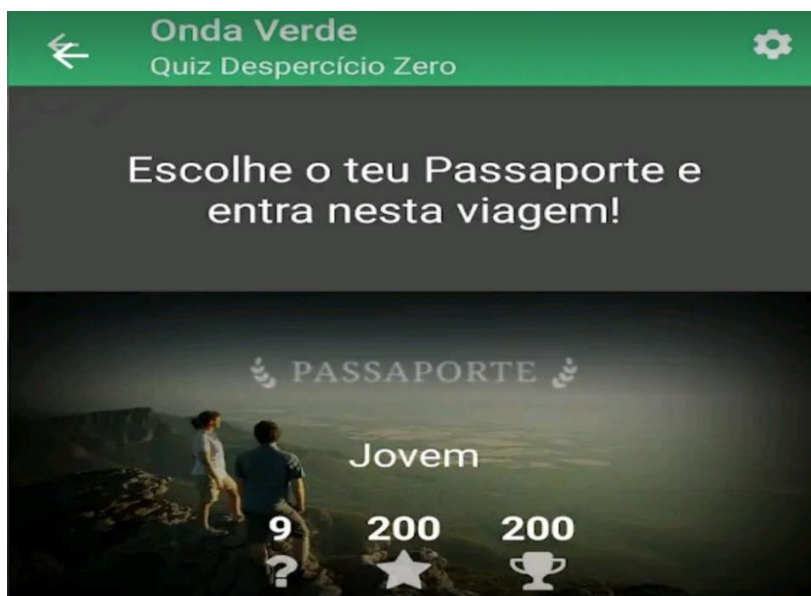 Onda Verde
Quiz Despercício Zero
Escolhe o teu Passaporte e
entra nesta viagem!
PASSAPORTE
Jovem
9 200 200
?